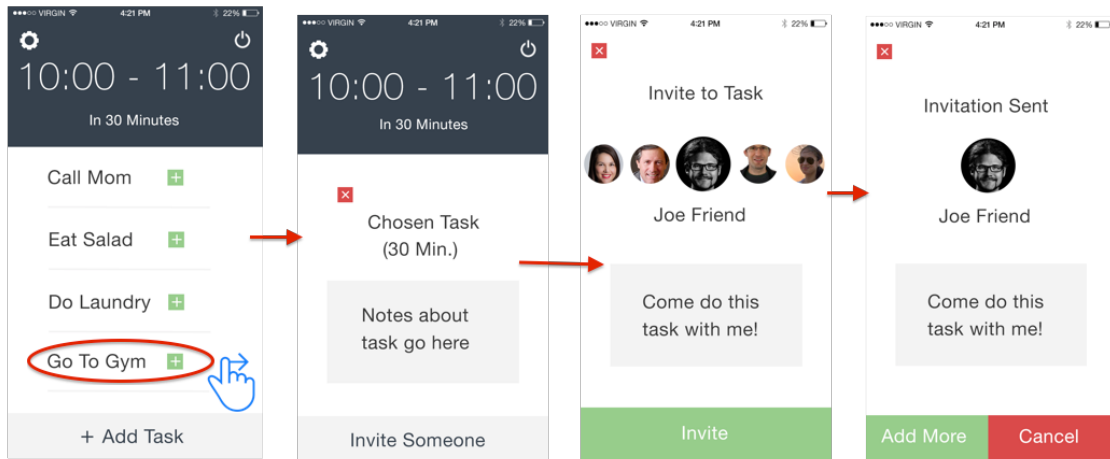 ●●●○○ VIRGIN 4:21 PM 22%
10:00 - 11:00
In 30 Minutes
Call Mom
Eat Salad
Do Laundry
Go To Gym
+ Add Task
●●●○○ VIRGIN 4:21 PM 22%
10:00 - 11:00
In 30 Minutes
Chosen Task
(30 Min.)
Notes about
task go here
Invite Someone
●●●○○ VIRGIN 4:21 PM 22%
Invite to Task
Joe Friend
Come do this
task with me!
Invite
●●●○○ VIRGIN 4:21 PM 22%
Invitation Sent
Joe Friend
Come do this
task with me!
Add More Cancel